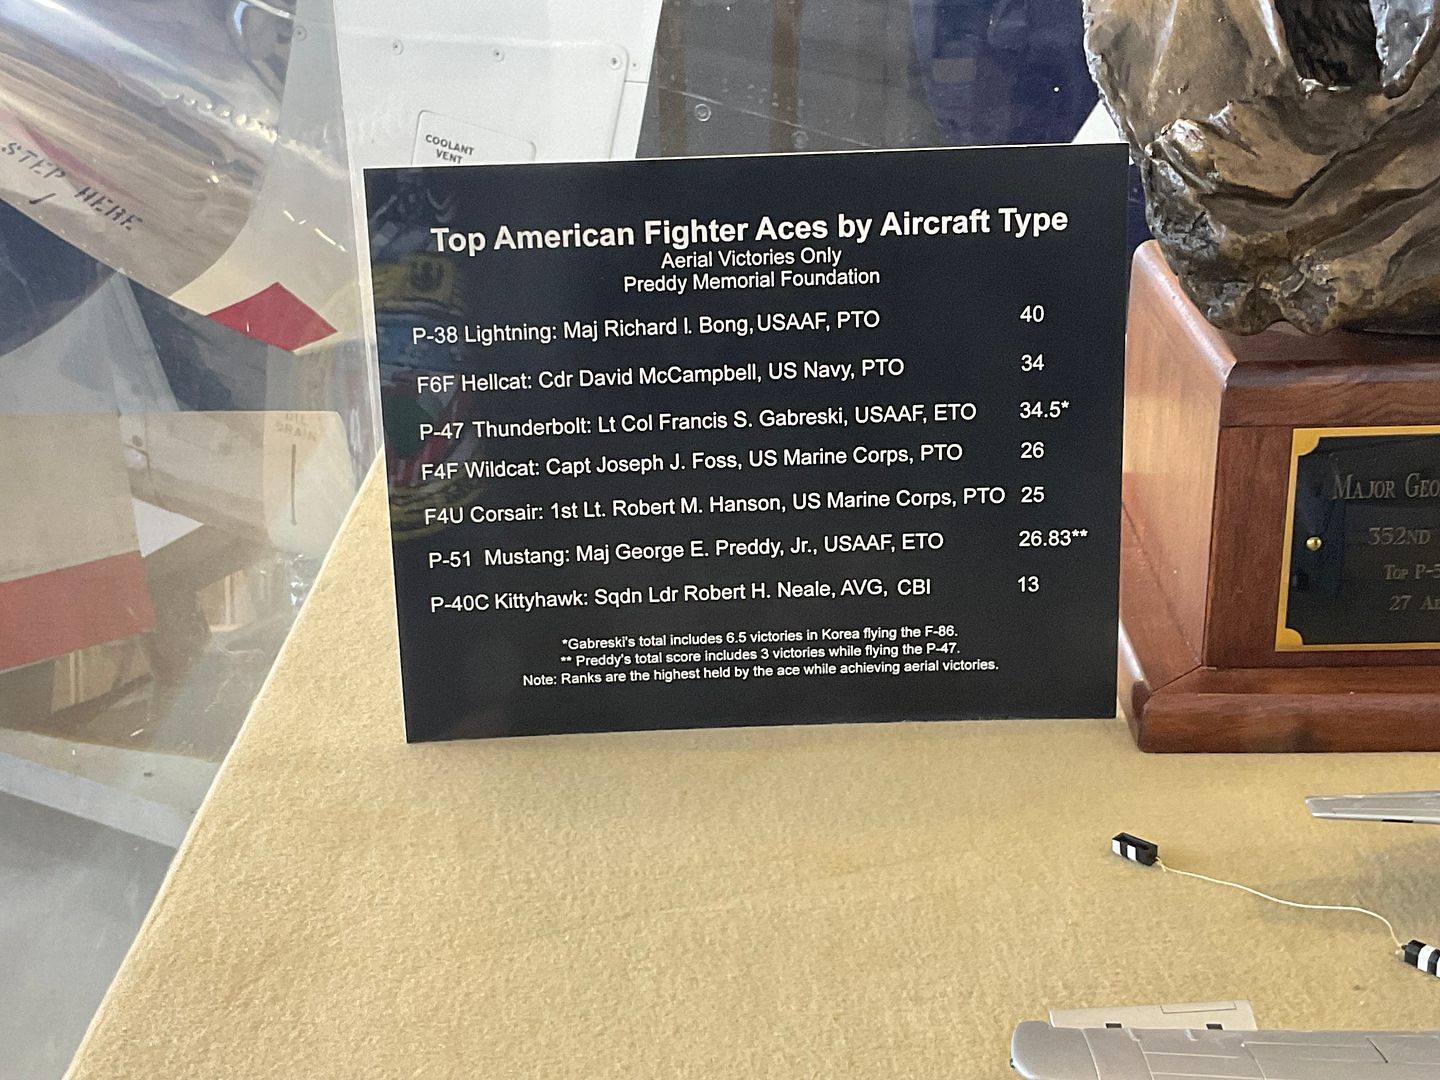 STEP HERE
COOLANT
VENT
Top American Fighter Aces by Aircraft Type
Aerial Victories Only
Preddy Memorial Foundation
P-38 Lightning: Maj Richard I. Bong, USAAF, PTO 40
F6F Hellcat: Cdr David McCampbell, US Navy, PTO 34
P-47 Thunderbolt: Lt Col Francis S. Gabreski, USAAF, ETO 34.5*
F4F Wildcat: Capt Joseph J. Foss, US Marine Corps, PTO 26
F4U Corsair: 1st Lt. Robert M. Hanson, US Marine Corps, PTO 25
P-51 Mustang: Maj George E. Preddy, Jr., USAAF, ETO 26.83**
P-40C Kittyhawk: Sqdn Ldr Robert H. Neale, AVG, CBI 13
*Gabreski's total includes 6.5 victories in Korea flying the F-86.
** Preddy's total score includes 3 victories while flying the P-47.
Note: Ranks are the highest held by the ace while achieving aerial victories.
MAJOR GEO
352ND
TOP P-5
27